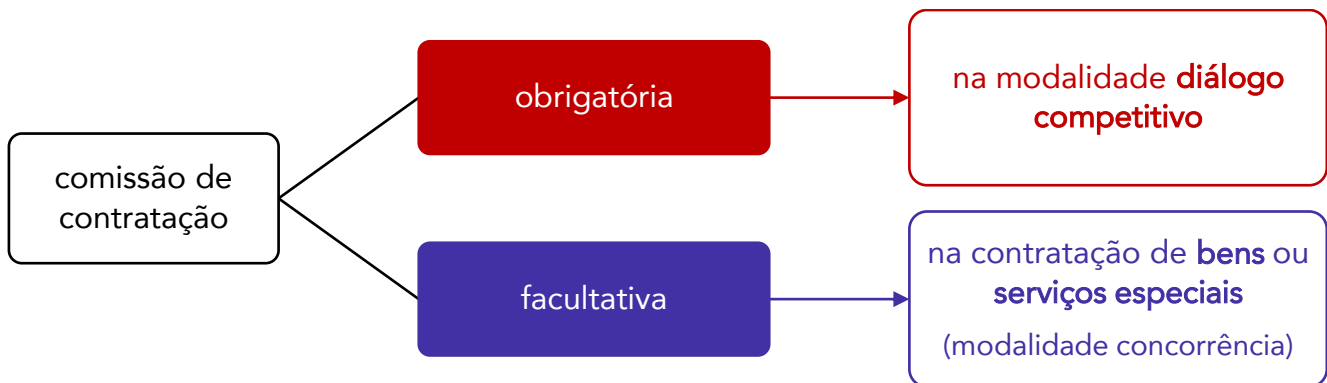 comissão de
contratação
obrigatória
na modalidade diálogo
competitivo
facultativa
na contratação de bens ou
serviços especiais
(modalidade concorrência)